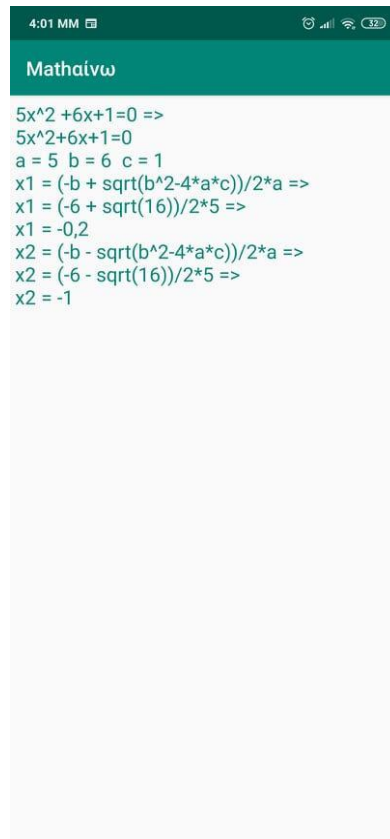 4:01 MM 32
Mathαίνω
5x^2 +6x+1=0 =>
5x^2+6x+1=0
a = 5 b = 6 c = 1
x1 = (-b + sqrt(b^2-4*a*c))/2*a =>
x1 = (-6 + sqrt(16))/2*5 =>
x1 = -0,2
x2 = (-b - sqrt(b^2-4*a*c))/2*a =>
x2 = (-6 - sqrt(16))/2*5 =>
x2 = -1